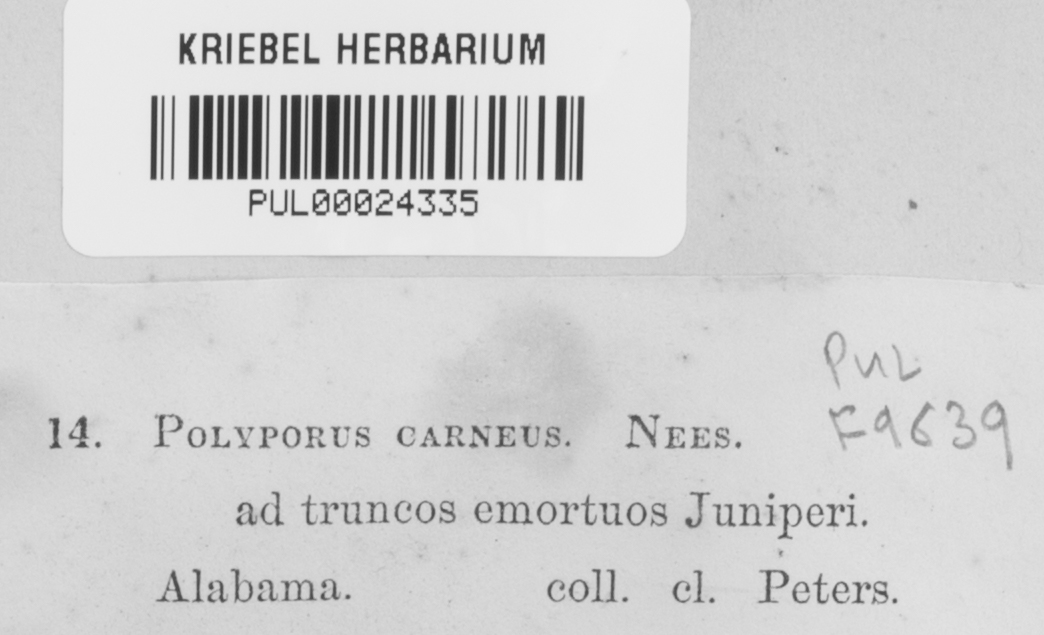 KRIEBEL HERBARIUM
PUL00024335
PUL
F9639
14. POLYPORUS CARNEUS. NEES.
ad truncos emortuos Juniperi.
Alabama. coll. cl. Peters.